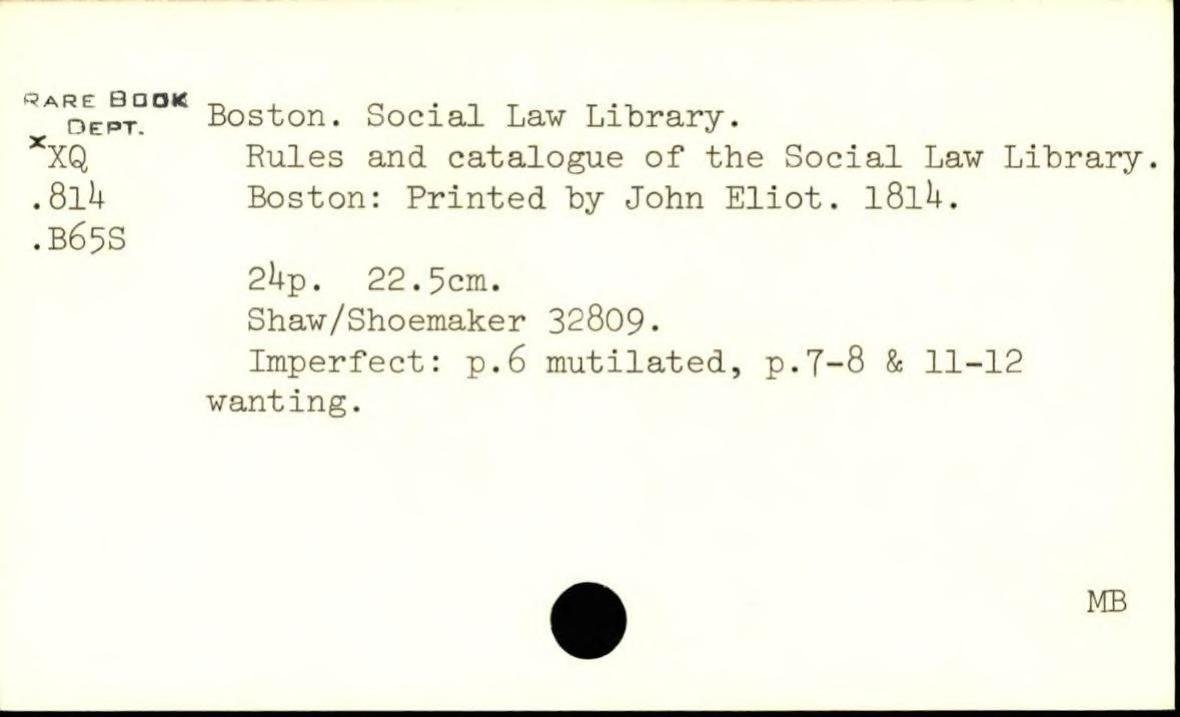 RARE BOOK
DEPT.
Boston. Social Law Library.
xXQ
Rules and catalogue of the Social Law Library.
.814
Boston: Printed by John Eliot. 1814.
.B65S
24p. 22.5cm.
Shaw/Shoemaker 32809.
Imperfect: p.6 mutilated, p.7-8 & 11-12
wanting.
MB